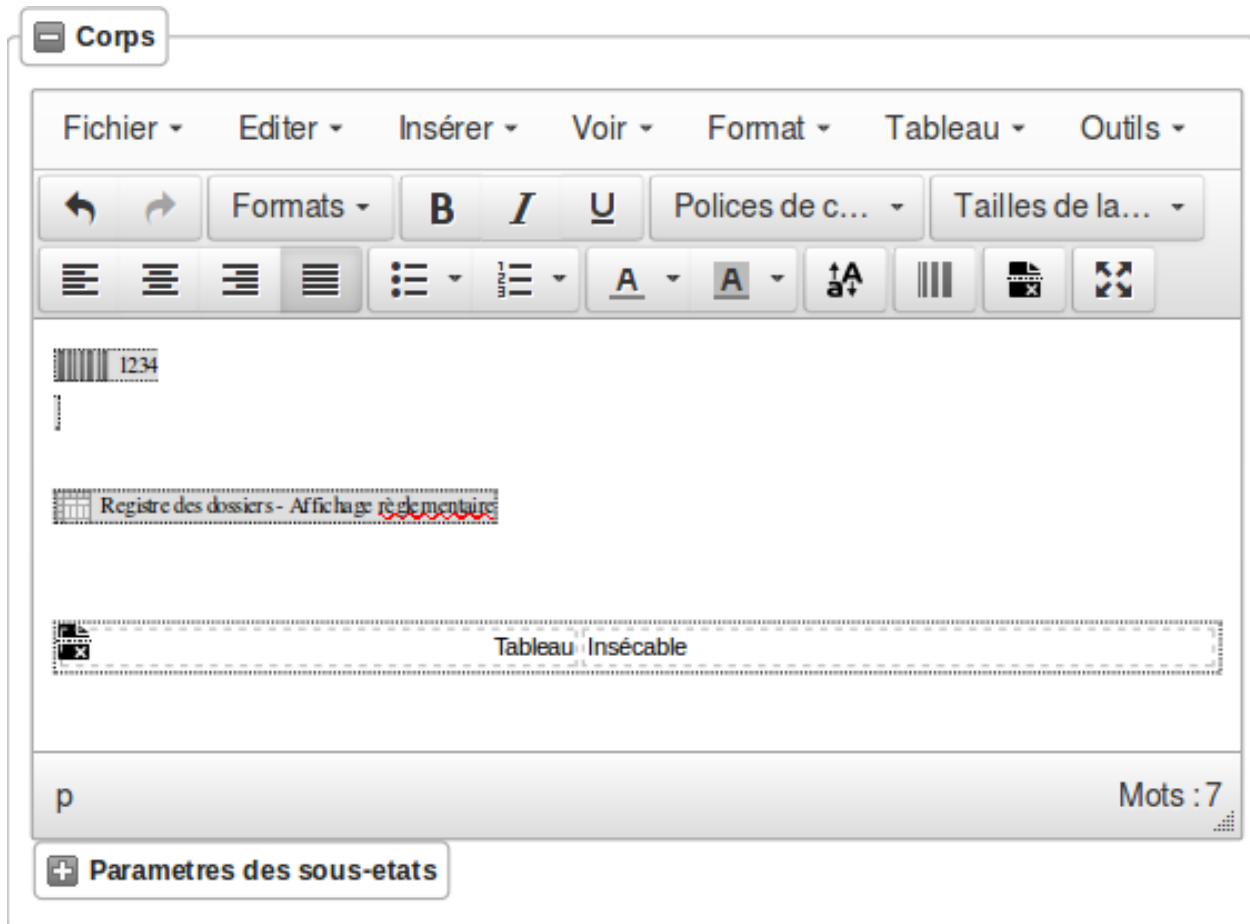 Corps
Fichier Editer Insérer Voir Format Tableau Outils
Formats B I U Polices de c... Tailles de la...
A A
1234
Registre des dossiers - Affichage règlementaire
Tableau Insécable
p Mots : 7
Parametres des sous-etats